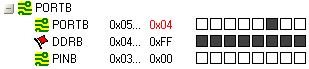 PORTB
PORTB 0x05... 0x04
DDRB 0x04... 0xFF
PINB 0x03... 0x00